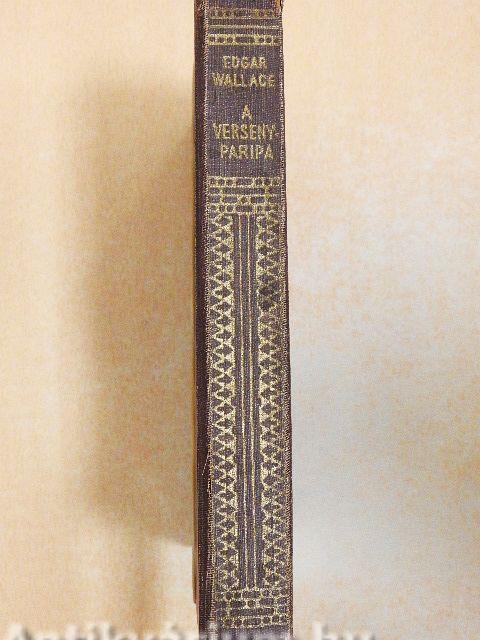 EDGAR
WALLACE
A
VERSENY-
PARIPA